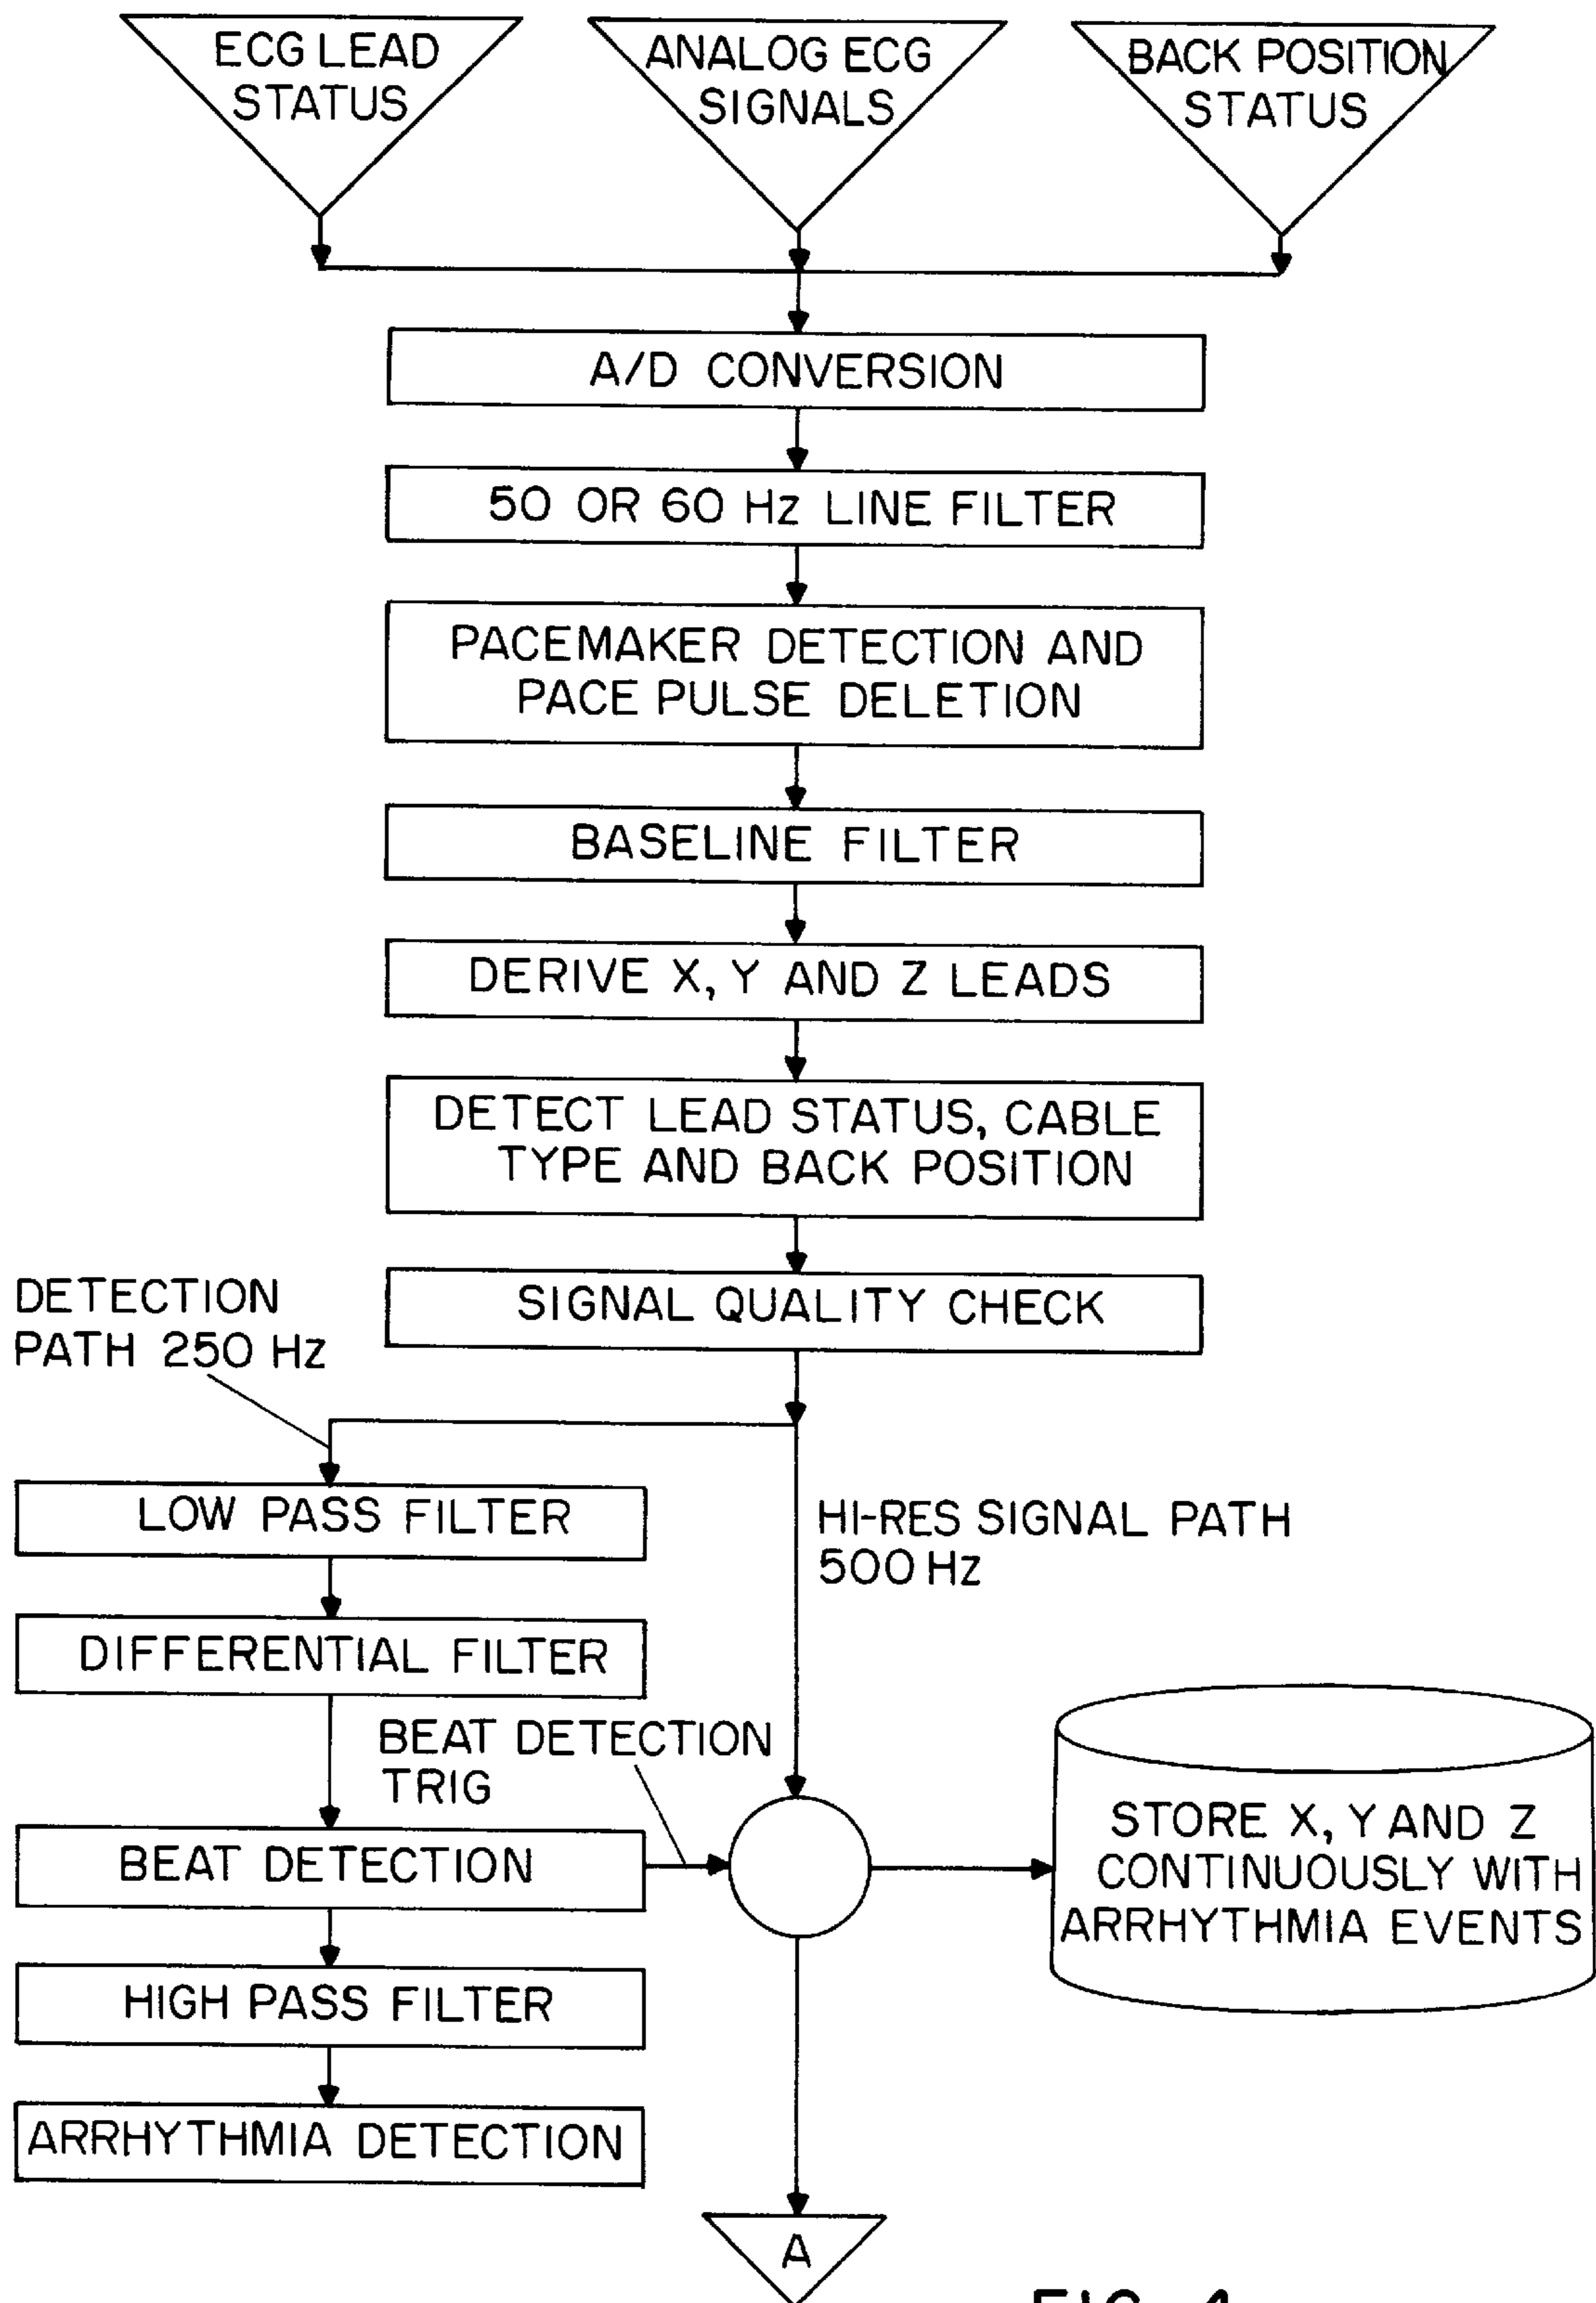 ECG LEAD
STATUS
ANALOG ECG
SIGNALS
BACK POSITION
STATUS
A/D CONVERSION
50 OR 60 Hz LINE FILTER
PACEMAKER DETECTION AND
PACE PULSE DELETION
BASELINE FILTER
DERIVE X, Y AND Z LEADS
DETECT LEAD STATUS, CABLE
TYPE AND BACK POSITION
SIGNAL QUALITY CHECK
DETECTION
PATH 250 Hz
LOW PASS FILTER
HI-RES SIGNAL PATH
500 Hz
DIFFERENTIAL FILTER
BEAT DETECTION
TRIG
BEAT DETECTION
STORE X, Y AND Z
CONTINUOUSLY WITH
ARRHYTHMIA EVENTS
HIGH PASS FILTER
ARRHYTHMIA DETECTION
A